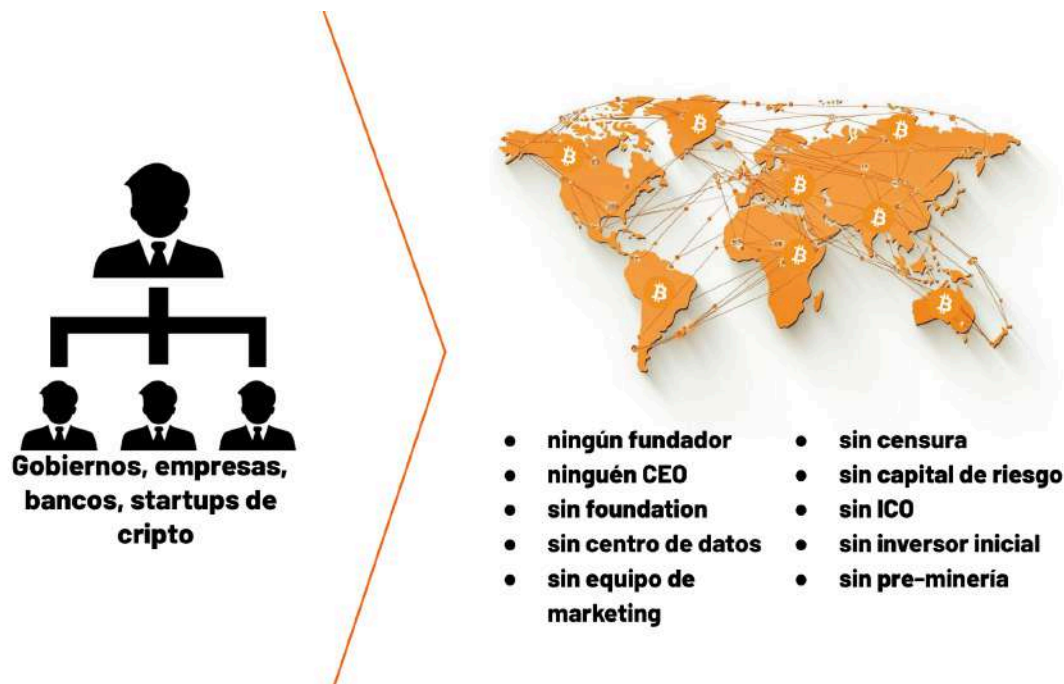 Gobiernos, empresas,
bancos, startups de
cripto
● ningún fundador
● ninguén CEO
● sin foundation
● sin centro de datos
● sin equipo de
marketing
● sin censura
● sin capital de riesgo
● sin ICO
● sin inversor inicial
● sin pre-minería